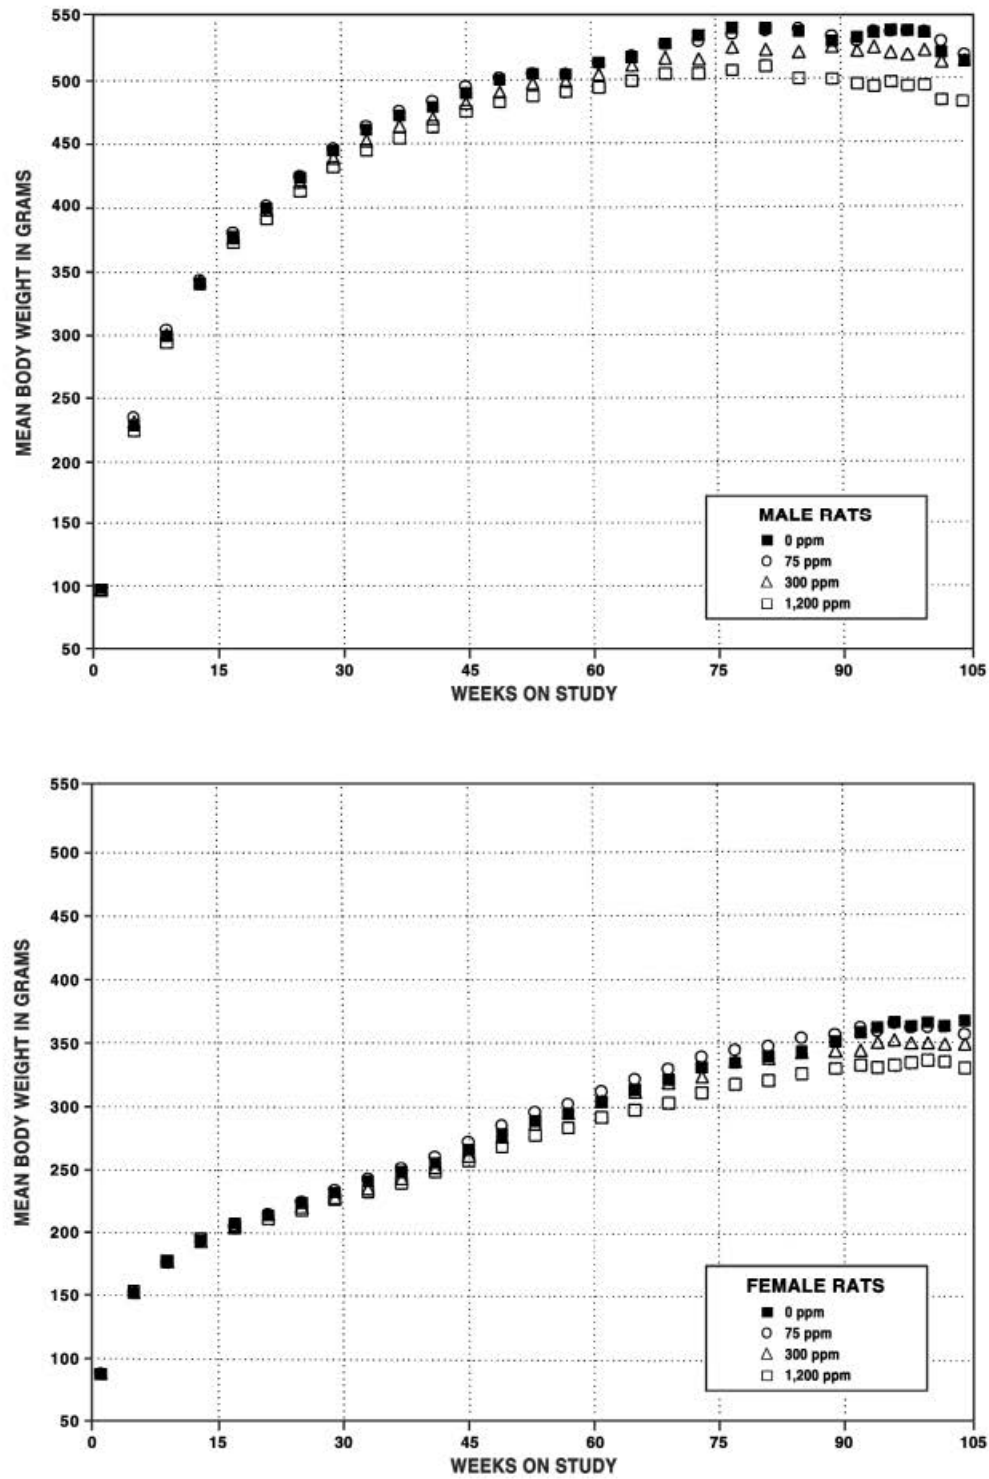 550
500
450
400
350
300
250
200
150
100
50
MEAN BODY WEIGHT IN GRAMS
MALE RATS
0 ppm
75 ppm
300 ppm
1,200 ppm
0 15 30 45 60 75 90 105
WEEKS ON STUDY
550
500
450
400
350
300
250
200
150
100
50
MEAN BODY WEIGHT IN GRAMS
FEMALE RATS
0 ppm
75 ppm
300 ppm
1,200 ppm
0 15 30 45 60 75 90 105
WEEKS ON STUDY